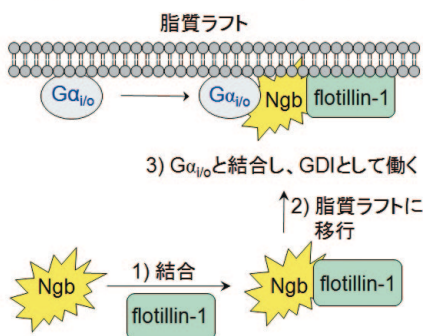 脂質ラフト
Gαi/o
Gαi/o
Ngb
flotillin-1
3) Gαi/oと結合し、GDIとして働く
2) 脂質ラフトに
移行
1) 結合
Ngb
flotillin-1
Ngb
flotillin-1